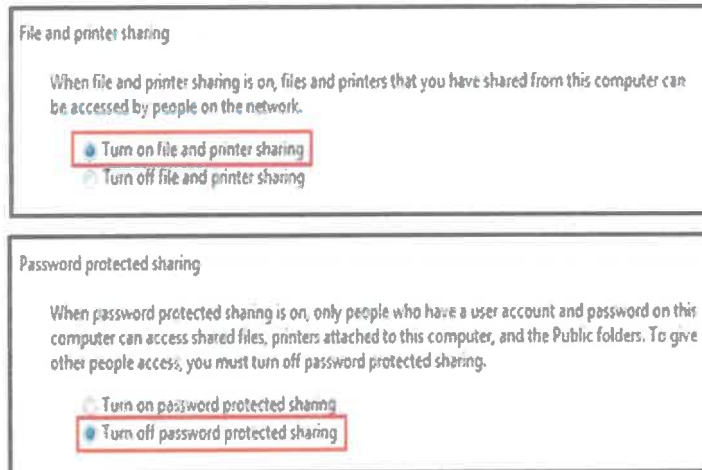 File and printer sharing
When file and printer sharing is on, files and printers that you have shared from this computer can
be accessed by people on the network.
Turn on file and printer sharing
Turn off file and printer sharing
Password protected sharing
When password protected sharing is on, only people who have a user account and password on this
computer can access shared files, printers attached to this computer, and the Public folders. To give
other people access, you must turn off password protected sharing.
Turn on password protected sharing
Turn off password protected sharing